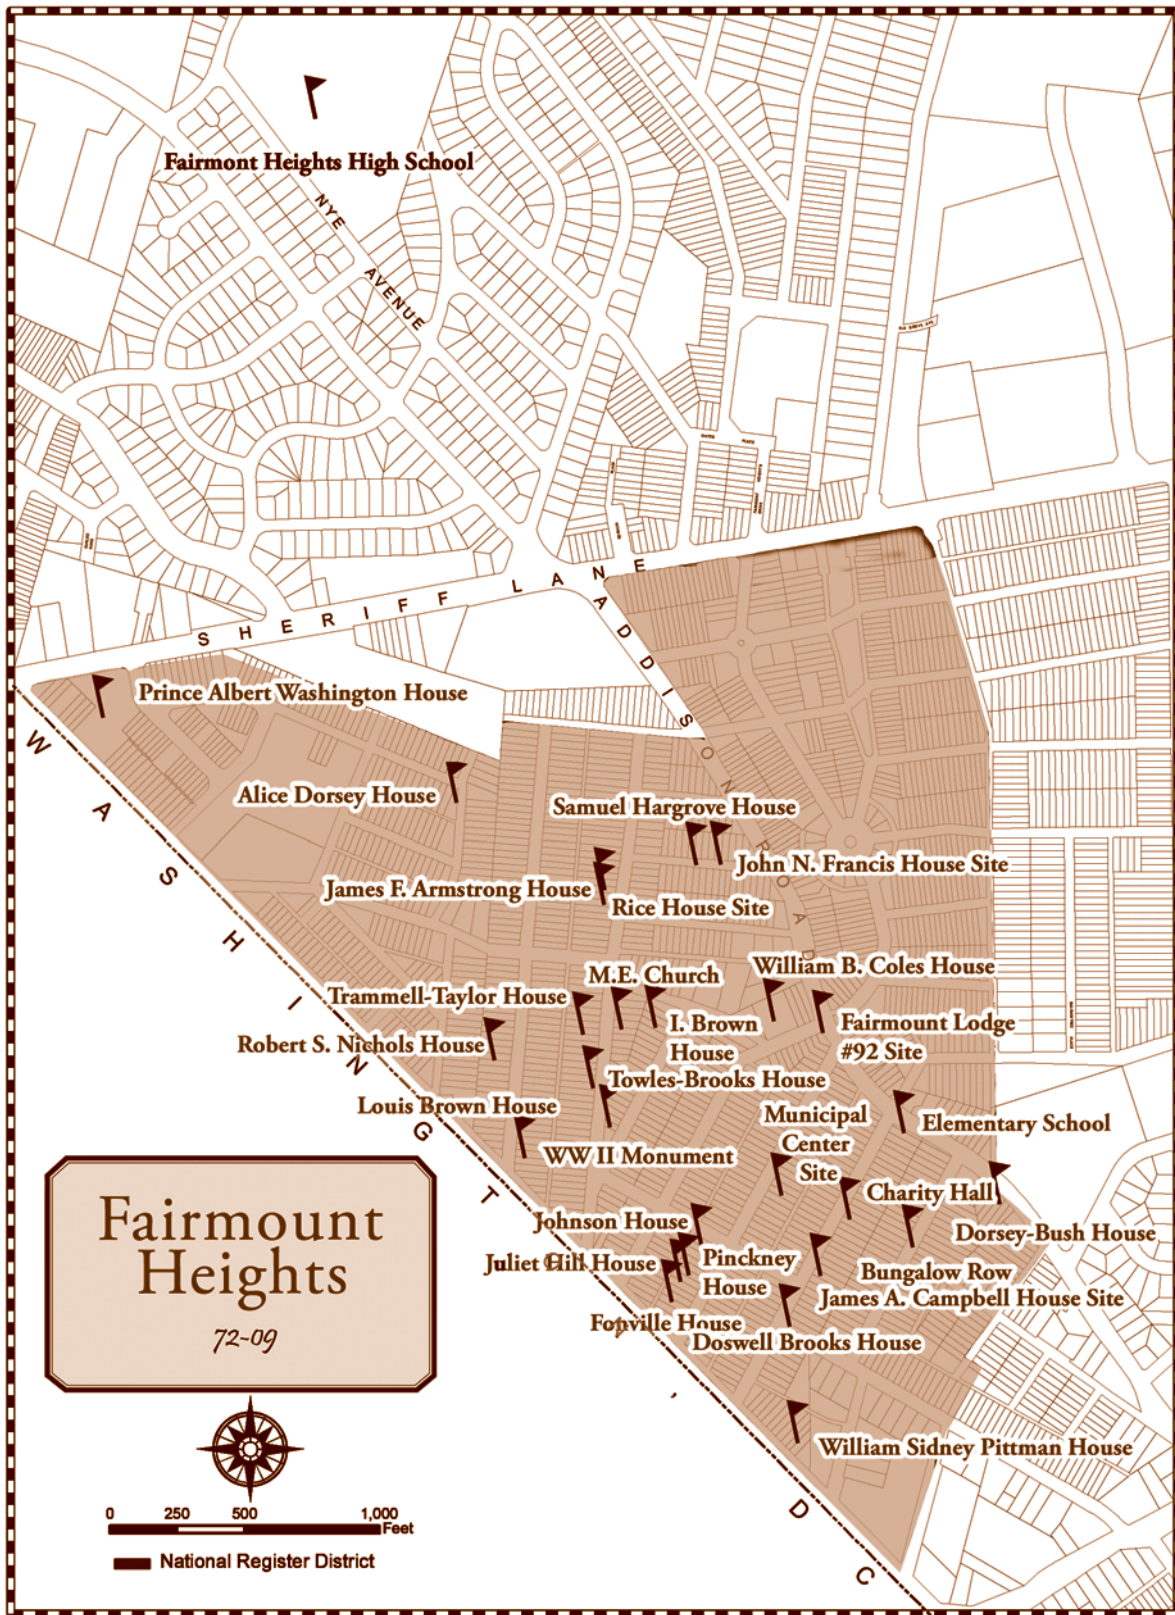 Fairmont Heights High School
NYE
AVENUE
GATES PLACE
SHERIFF LANE
ADDISON ROAD
Prince Albert Washington House
Alice Dorsey House
Samuel Hargrove House
John N. Francis House Site
James F. Armstrong House
Rice House Site
William B. Coles House
M.E. Church
Trammell-Taylor House
I. Brown
House
Fairmount Lodge
#92 Site
Robert S. Nichols House
Towles-Brooks House
Louis Brown House
Municipal
Center
Site
Elementary School
WW II Monument
Charity Hall
Johnson House
Dorsey-Bush House
Juliet Hill House
Pinckney
House
Bungalow Row
James A. Campbell House Site
Fonville House
Doswell Brooks House
William Sidney Pittman House
WASHINGTON, DC
Fairmount
Heights
72-09
0 250 500 1,000
Feet
National Register District